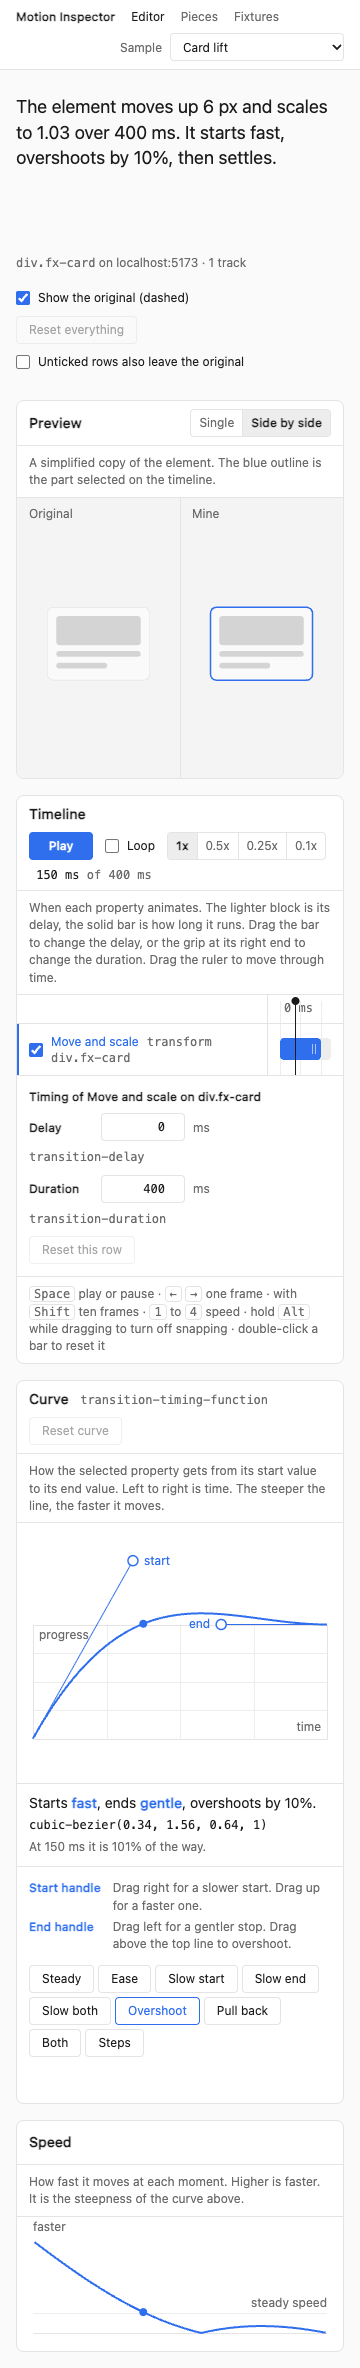 Motion Inspector Editor Pieces Fixtures
Sample Card lift
The element moves up 6 px and scales
to 1.03 over 400 ms. It starts fast,
overshoots by 10%, then settles.
div.fx-card on localhost:5173 · 1 track
Show the original (dashed)
Reset everything
Unticked rows also leave the original
Preview Single Side by side
A simplified copy of the element. The blue outline is
the part selected on the timeline.
Original Mine
Timeline
Play Loop 1x 0.5x 0.25x 0.1x
150 ms of 400 ms
When each property animates. The lighter block is its
delay, the solid bar is how long it runs. Drag the bar
to change the delay, or the grip at its right end to
change the duration. Drag the ruler to move through
time.
0 ms
Move and scale transform
div.fx-card
Timing of Move and scale on div.fx-card
Delay 0 ms
transition-delay
Duration 400 ms
transition-duration
Reset this row
Space play or pause · ← → one frame · with
Shift ten frames · 1 to 4 speed · hold Alt
while dragging to turn off snapping · double-click a
bar to reset it
Curve transition-timing-function
Reset curve
How the selected property gets from its start value
to its end value. Left to right is time. The steeper the
line, the faster it moves.
start
end
progress
time
Starts fast, ends gentle, overshoots by 10%.
cubic-bezier(0.34, 1.56, 0.64, 1)
At 150 ms it is 101% of the way.
Start handle Drag right for a slower start. Drag up
for a faster one.
End handle Drag left for a gentler stop. Drag
above the top line to overshoot.
Steady Ease Slow start Slow end
Slow both Overshoot Pull back
Both Steps
Speed
How fast it moves at each moment. Higher is faster.
It is the steepness of the curve above.
faster
steady speed